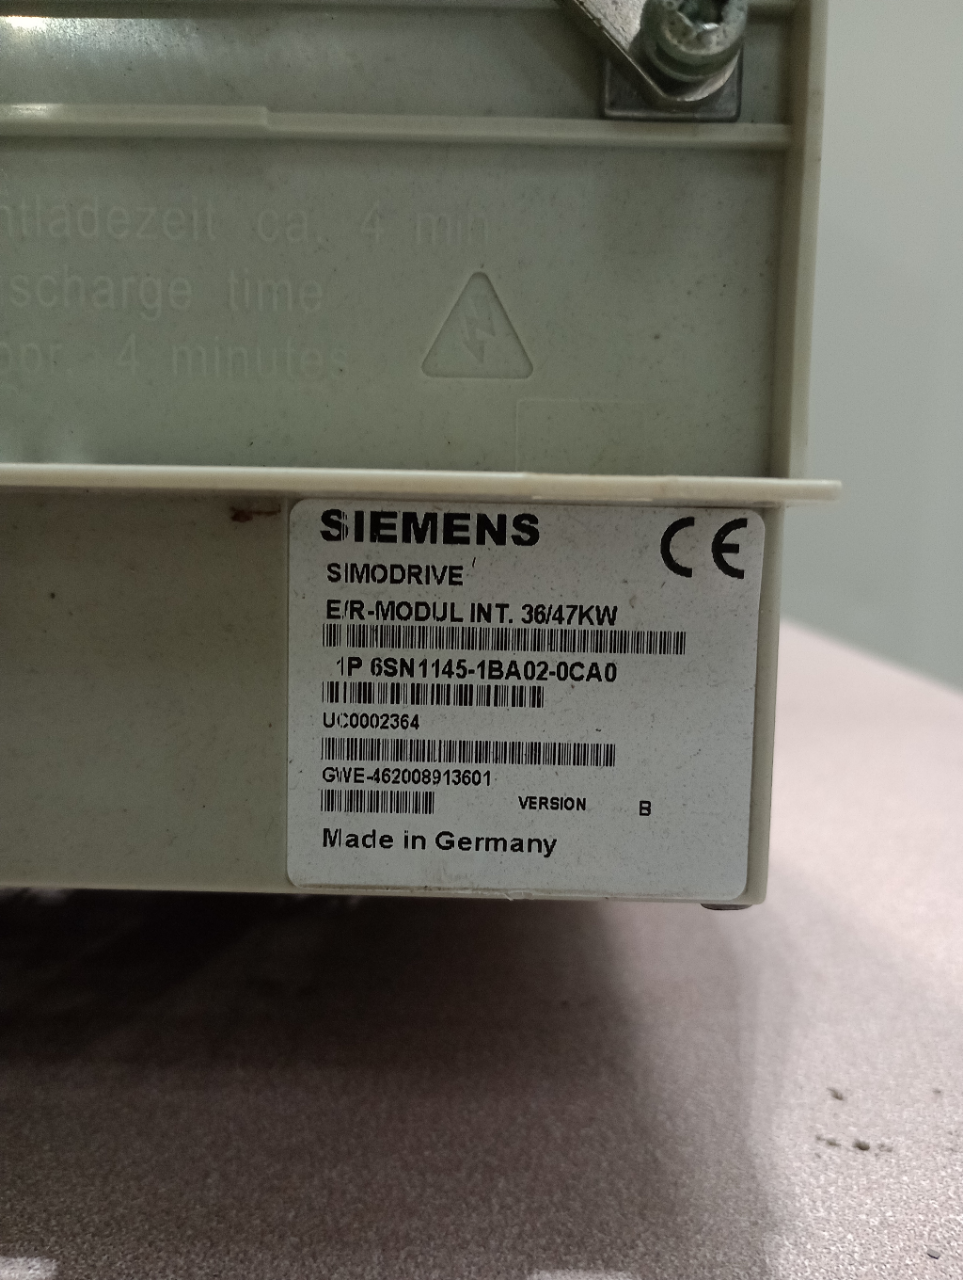 ntladezeit ca. 4 min
scharge time
4 minutes
SIEMENS
CE
SIMODRIVE
E/R-MODUL INT. 36/47KW
1P 6SN1145-1BA02-0CA0
UC0002364
GWE-462008913601
VERSION B
Made in Germany